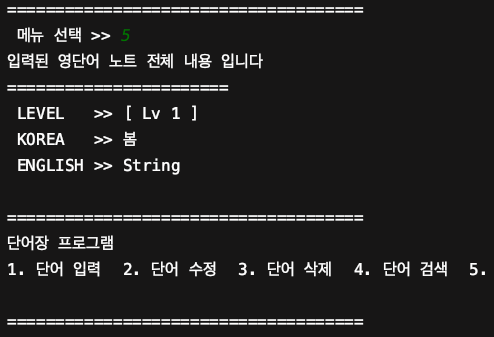 =====================================
메뉴 선택 >> 5
입력된 영단어 노트 전체 내용 입니다
=======================
LEVEL >> [ Lv 1 ]
KOREA >> 봄
ENGLISH >> String
=====================================
단어장 프로그램
1. 단어 입력 2. 단어 수정 3. 단어 삭제 4. 단어 검색 5.
=====================================